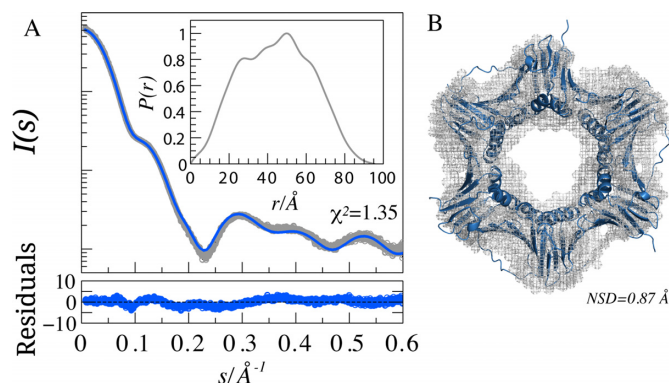 A
B
I(s)
P(r)
1
0.8
0.6
0.4
0.2
0
0 20 40 60 80 100
r/Å
χ²=1.35
NSD=0.87 Å
Residuals
10
0
−10
0 0.1 0.2 0.3 0.4 0.5 0.6
s/Å⁻¹